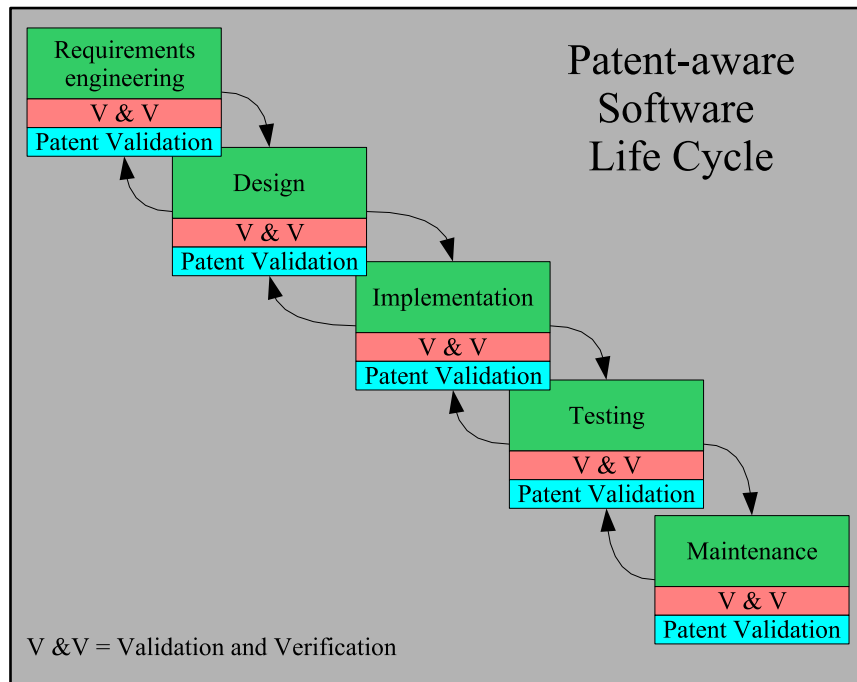 Patent-aware
Software
Life Cycle
Requirements
engineering
V & V
Patent Validation
Design
V & V
Patent Validation
Implementation
V & V
Patent Validation
Testing
V & V
Patent Validation
Maintenance
V & V
Patent Validation
V &V = Validation and Verification